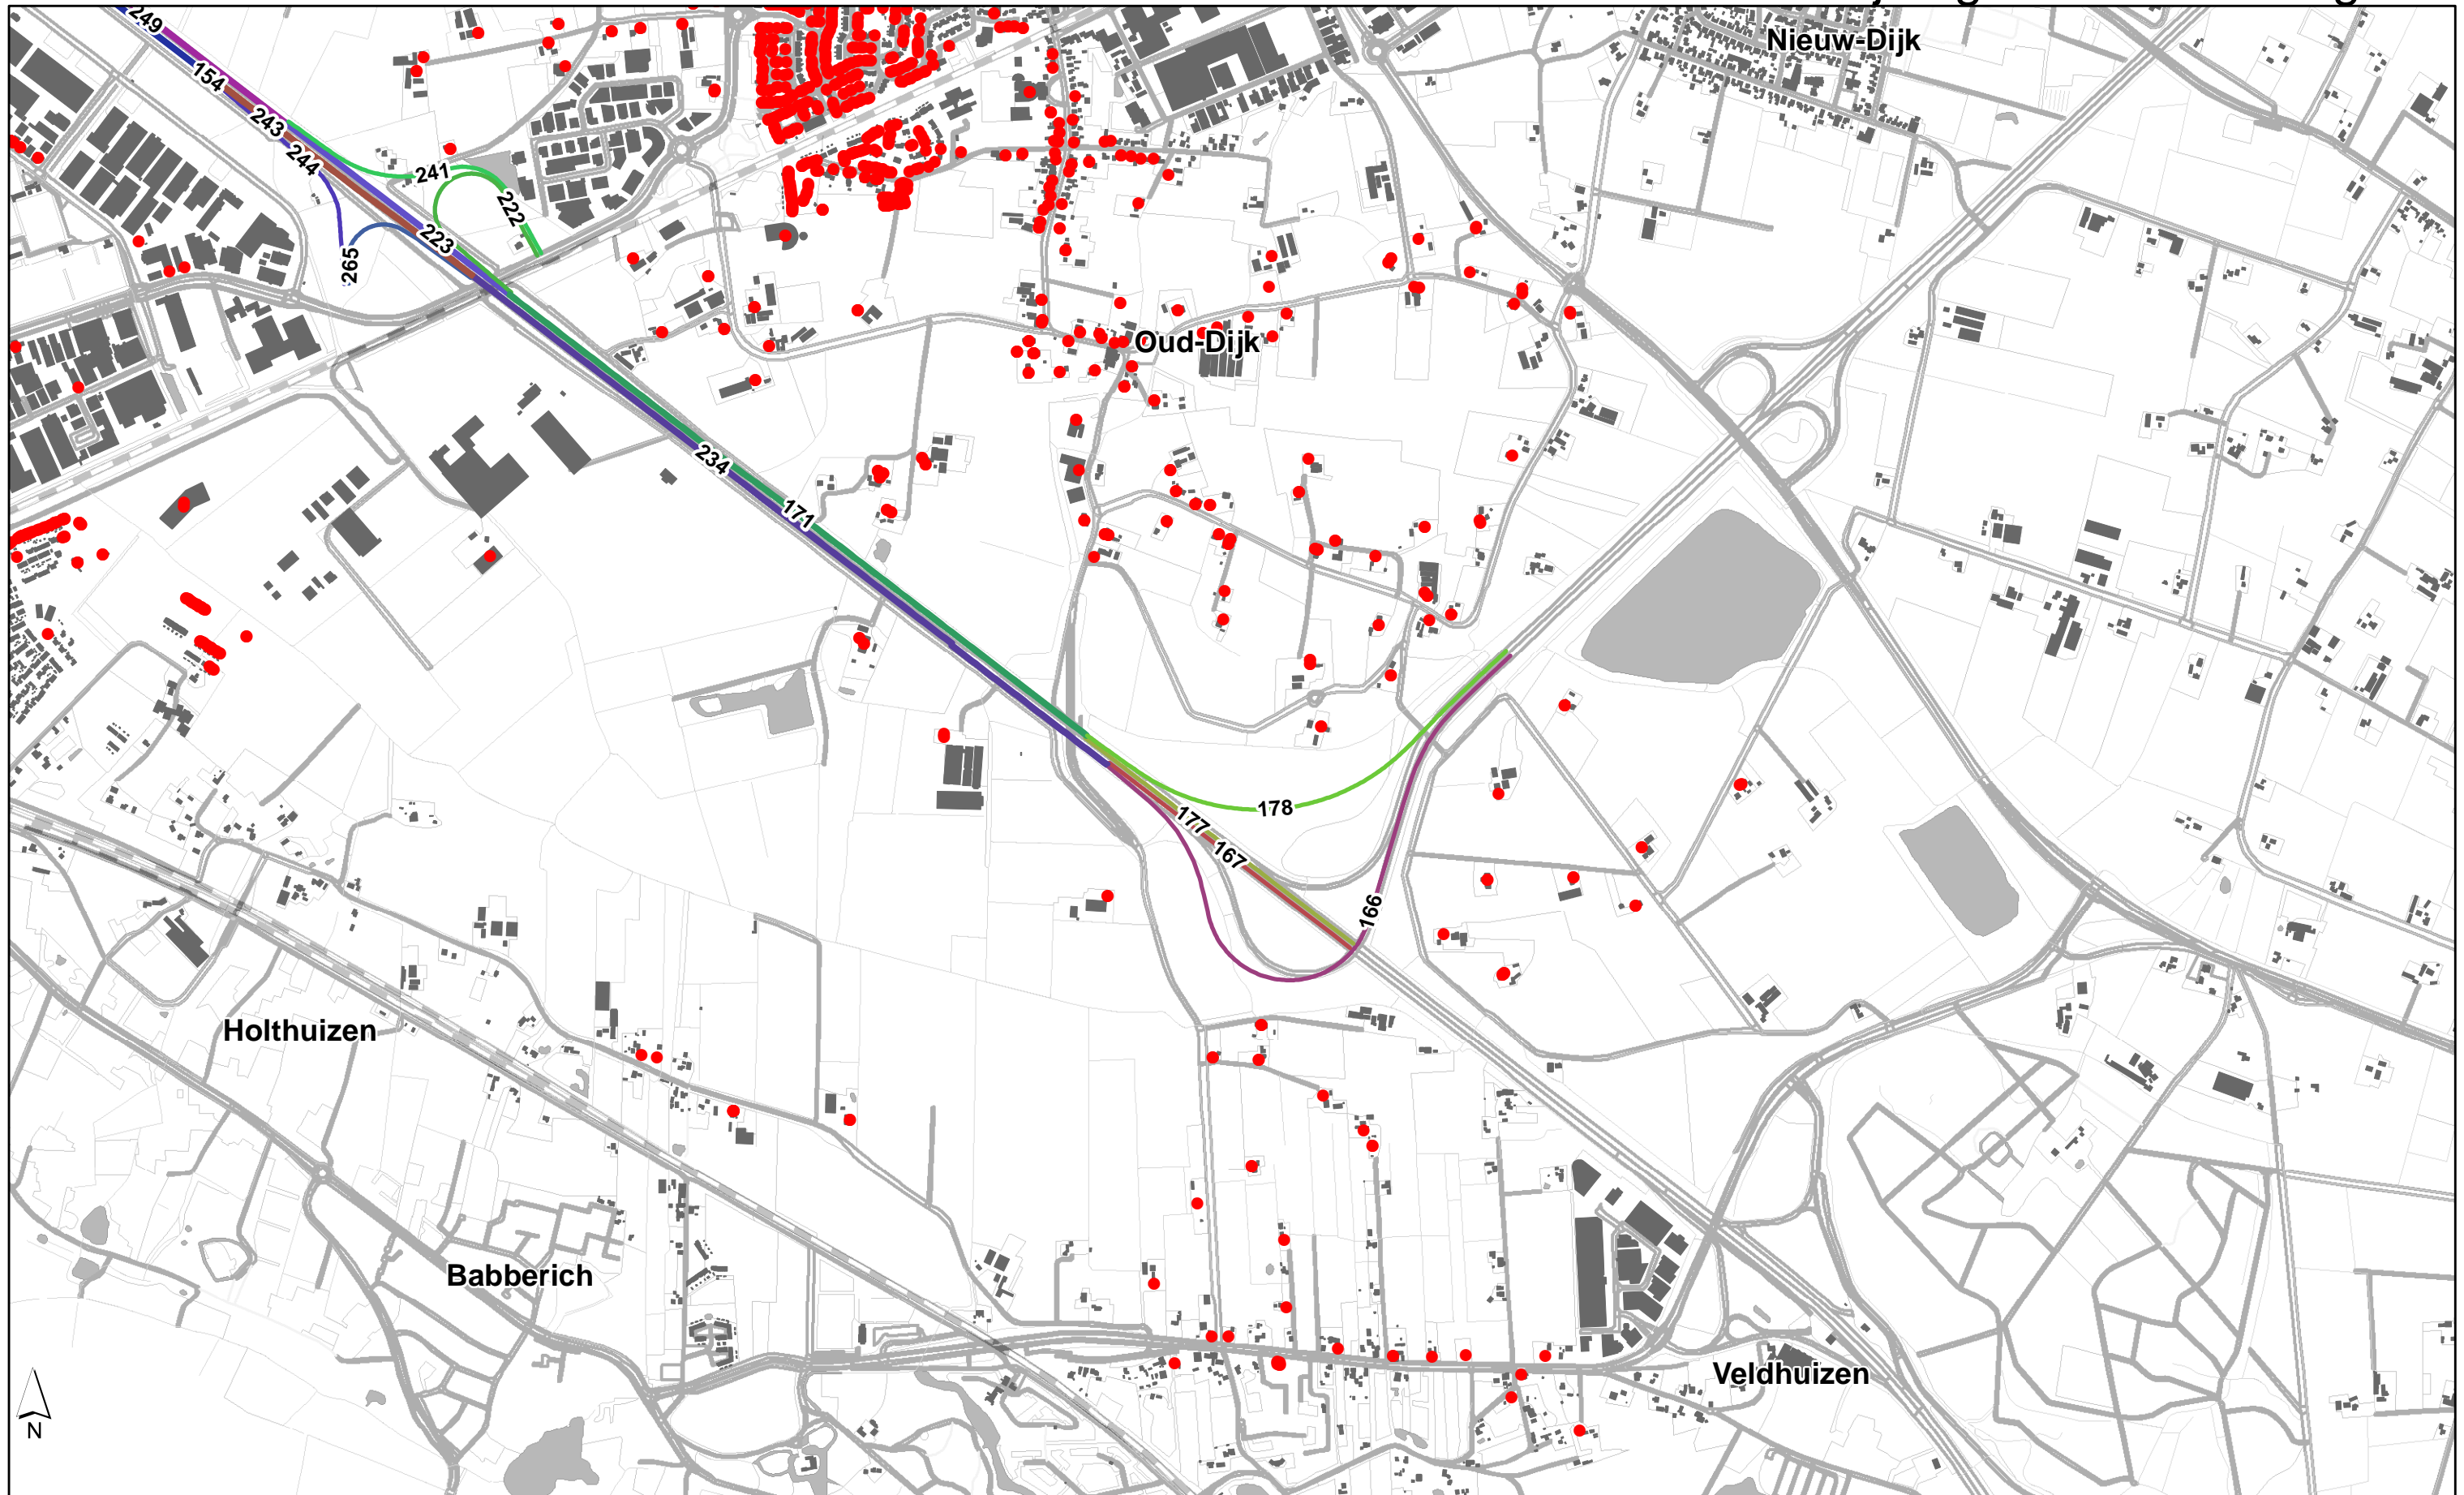 Nieuw-Dijk
249
154
243
244
241
222
223
265
Oud-Dijk
234
171
178
177
167
166
Holthuizen
Babberich
Veldhuizen
N